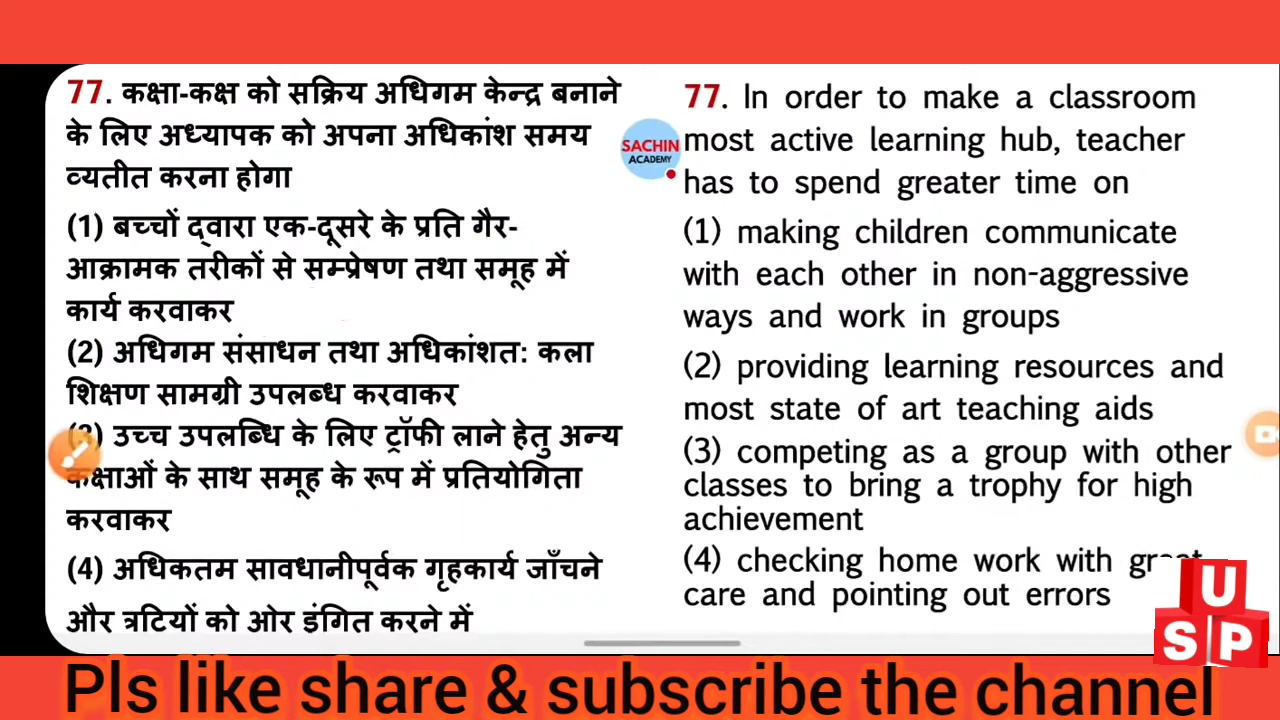 77. कक्षा-कक्ष को सक्रिय अधिगम केन्द्र बनाने
के लिए अध्यापक को अपना अधिकांश समय
व्यतीत करना होगा
(1) बच्चों द्वारा एक-दूसरे के प्रति गैर-
आक्रामक तरीकों से सम्प्रेषण तथा समूह में
कार्य करवाकर
(2) अधिगम संसाधन तथा अधिकांशत: कला
शिक्षण सामग्री उपलब्ध करवाकर
(3) उच्च उपलब्धि के लिए ट्रॉफी लाने हेतु अन्य
कक्षाओं के साथ समूह के रूप में प्रतियोगिता
करवाकर
(4) अधिकतम सावधानीपूर्वक गृहकार्य जाँचने
और त्रटियों को ओर इंगित करने में
SACHIN
ACADEMY
77. In order to make a classroom
most active learning hub, teacher
has to spend greater time on
(1) making children communicate
with each other in non-aggressive
ways and work in groups
(2) providing learning resources and
most state of art teaching aids
(3) competing as a group with other
classes to bring a trophy for high
achievement
(4) checking home work with great
care and pointing out errors
U
S P
Pls like share & subscribe the channel